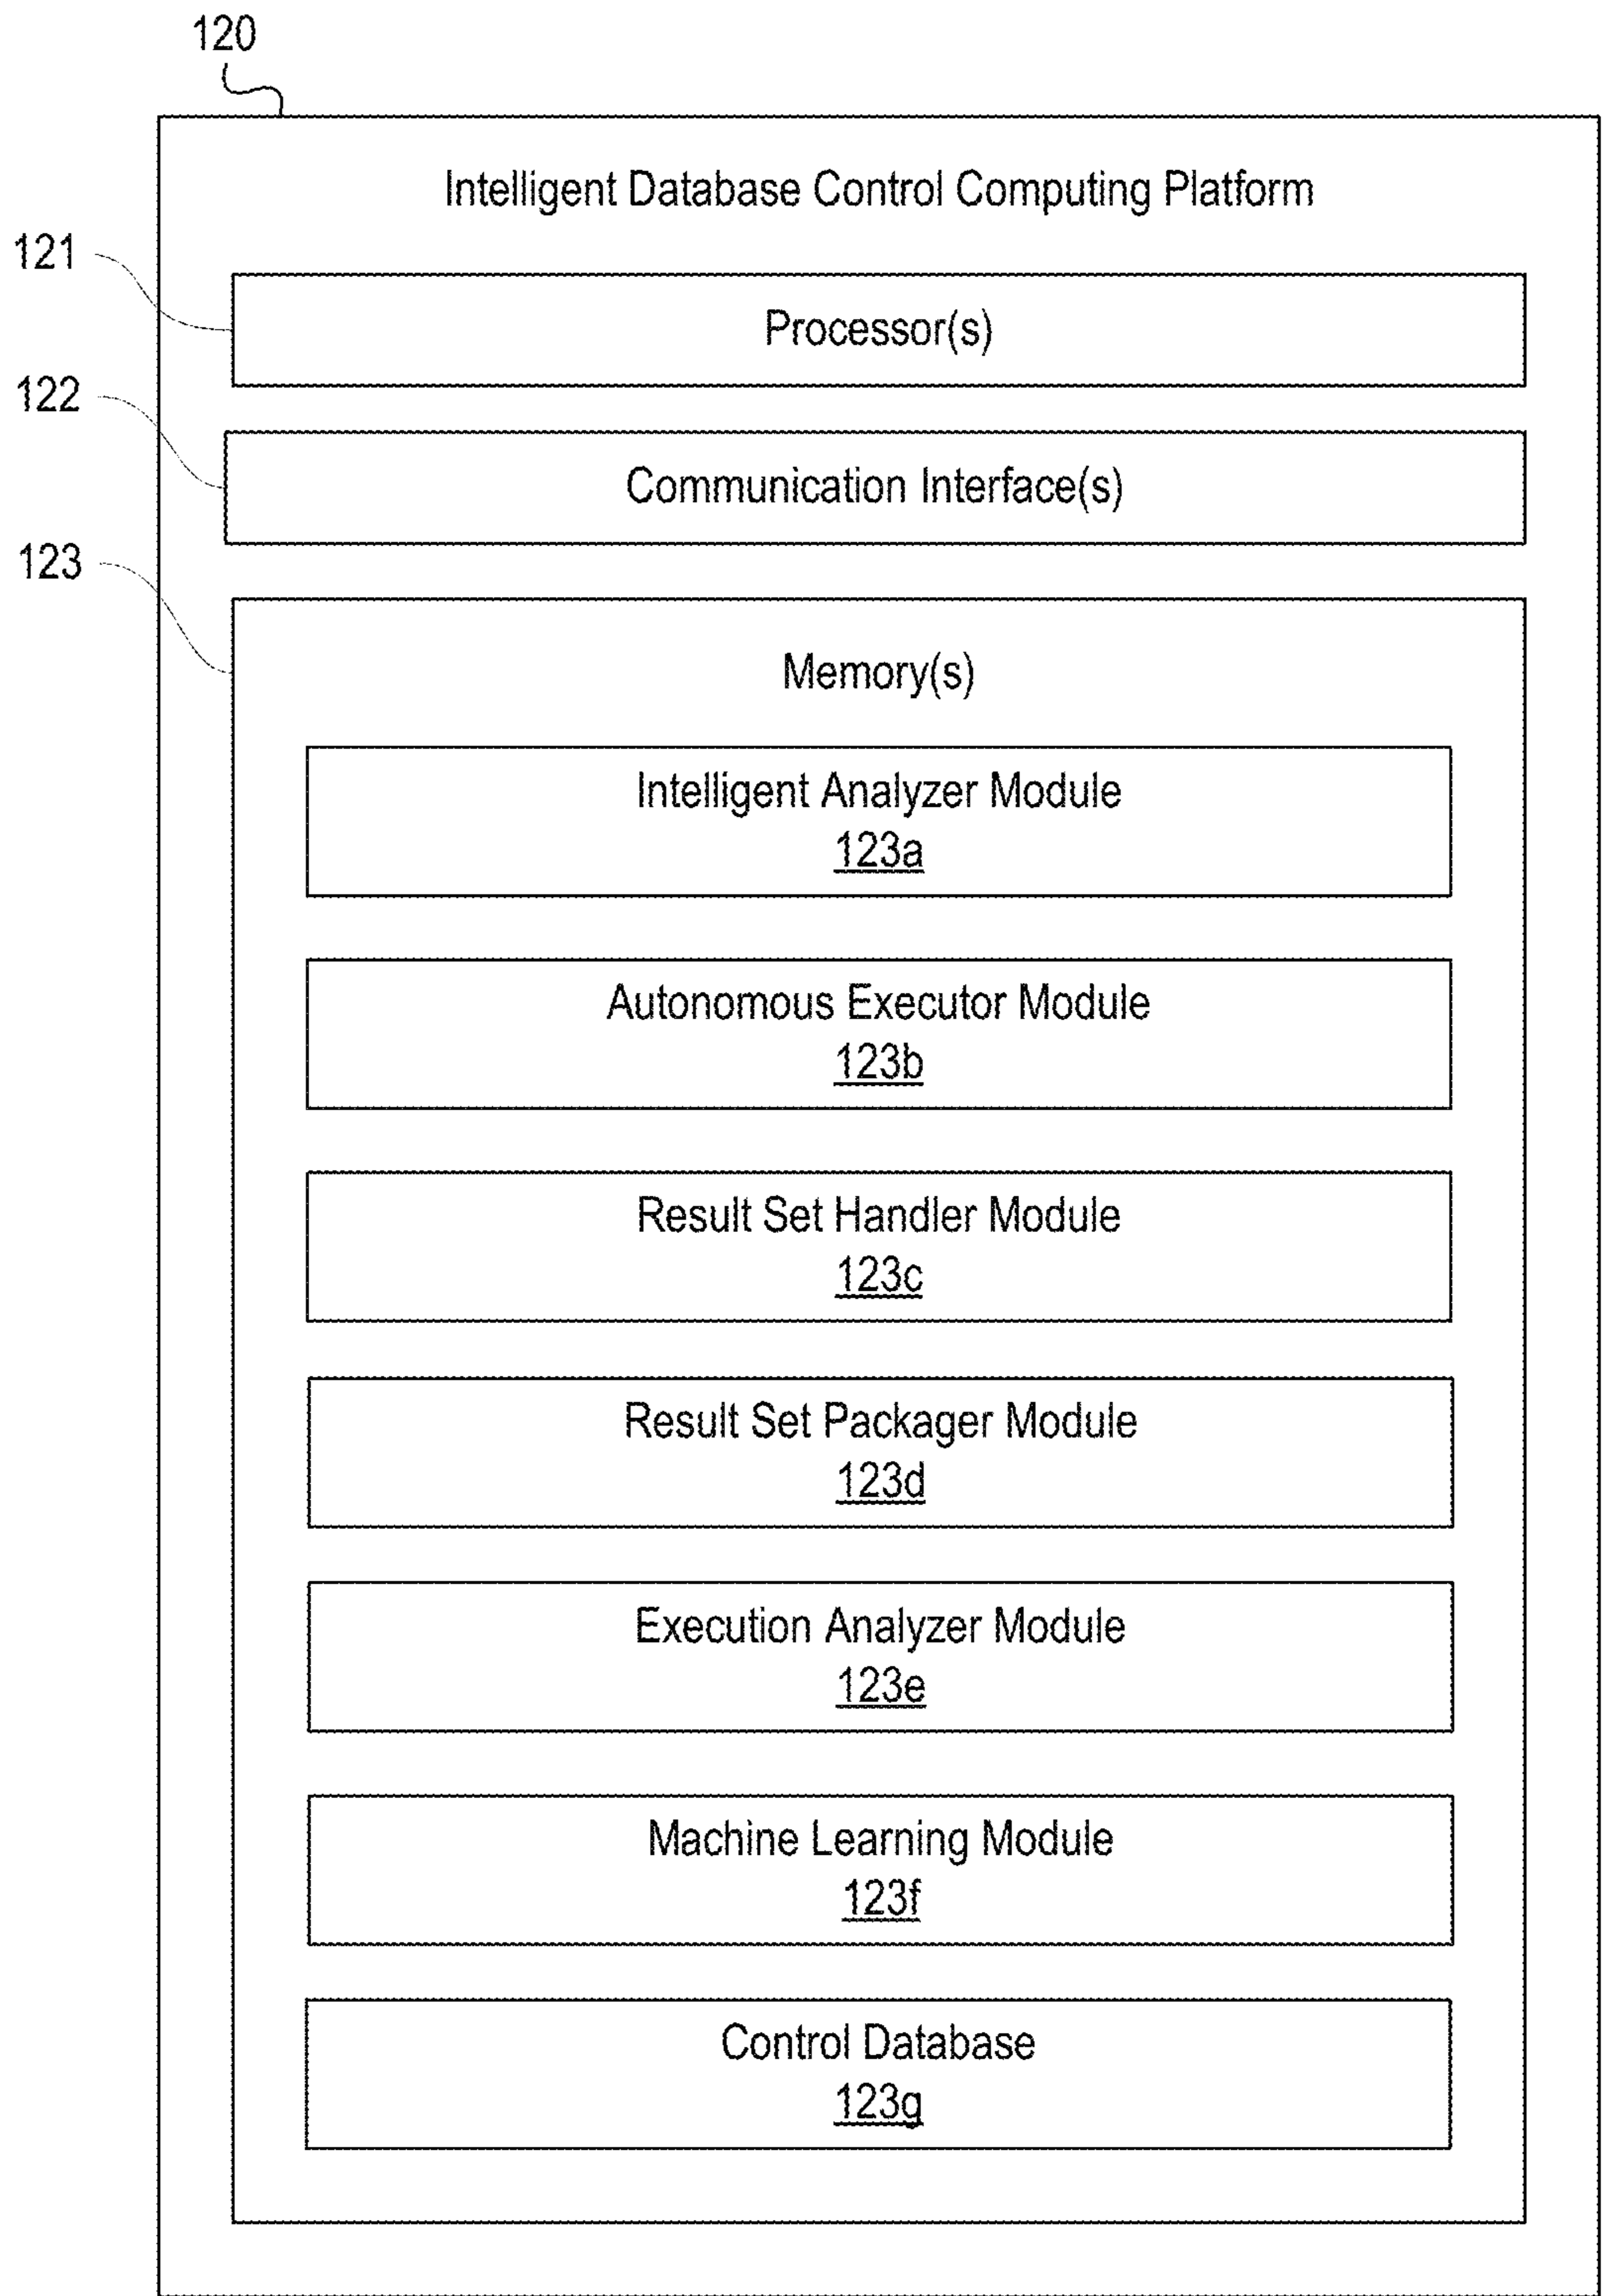 120
Intelligent Database Control Computing Platform
121
Processor(s)
122
Communication Interface(s)
123
Memory(s)
Intelligent Analyzer Module
123a
Autonomous Executor Module
123b
Result Set Handler Module
123c
Result Set Packager Module
123d
Execution Analyzer Module
123e
Machine Learning Module
123f
Control Database
123g